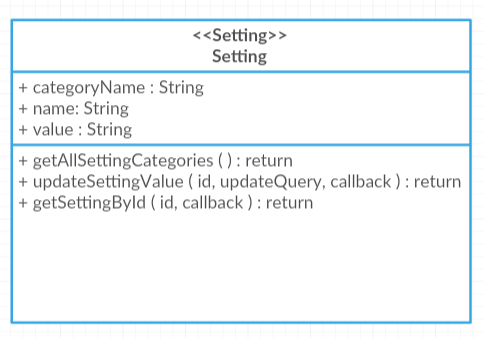 <<Setting>>
Setting
+ categoryName : String
+ name: String
+ value : String
+ getAllSettingCategories ( ) : return
+ updateSettingValue ( id, updateQuery, callback ) : return
+ getSettingById ( id, callback ) : return